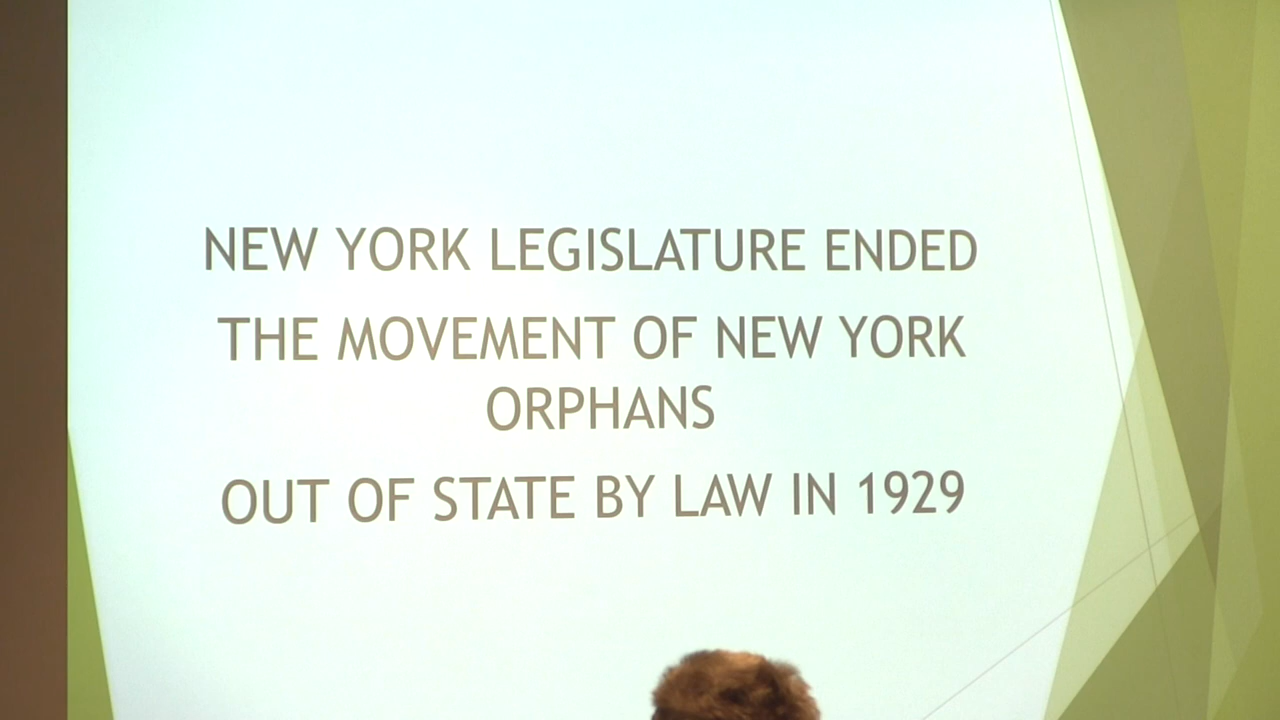 NEW YORK LEGISLATURE ENDED
THE MOVEMENT OF NEW YORK
ORPHANS
OUT OF STATE BY LAW IN 1929